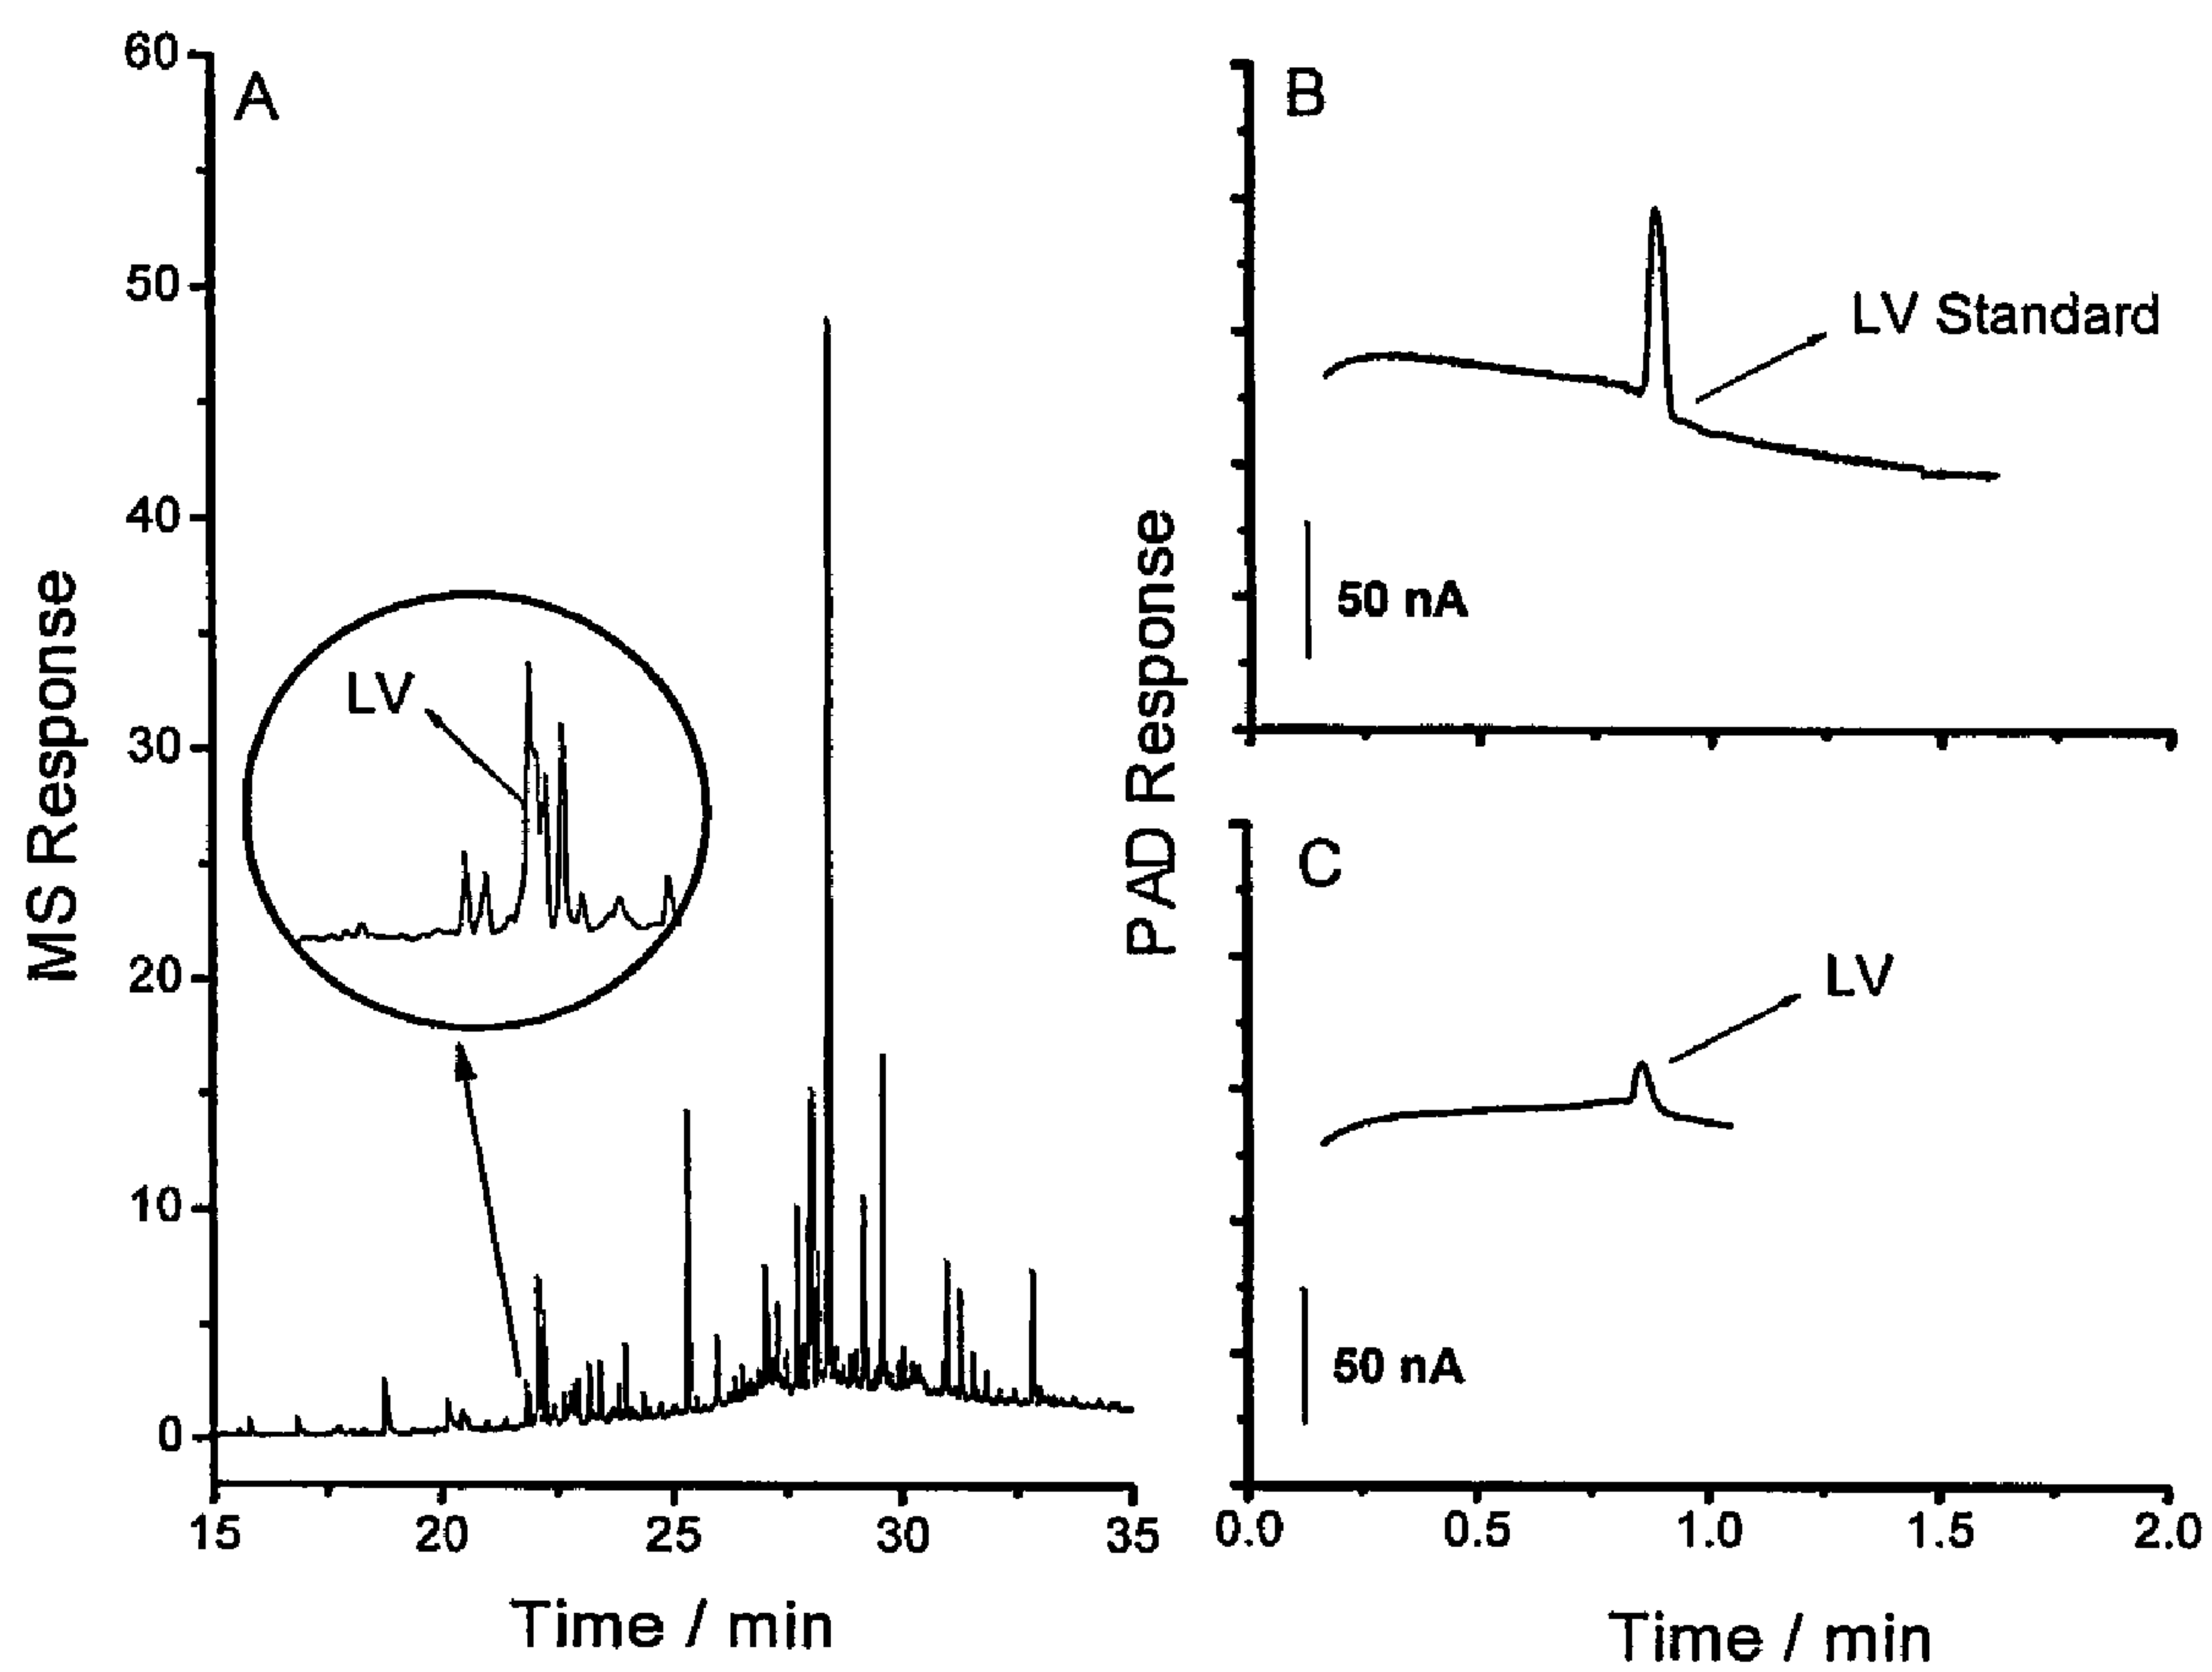 A
60
50
40
30
20
10
0
MS Response
LV
15 20 25 30 35
Time / min
B
LV Standard
50 nA
PAD Response
C
LV
50 nA
0.0 0.5 1.0 1.5 2.0
Time / min